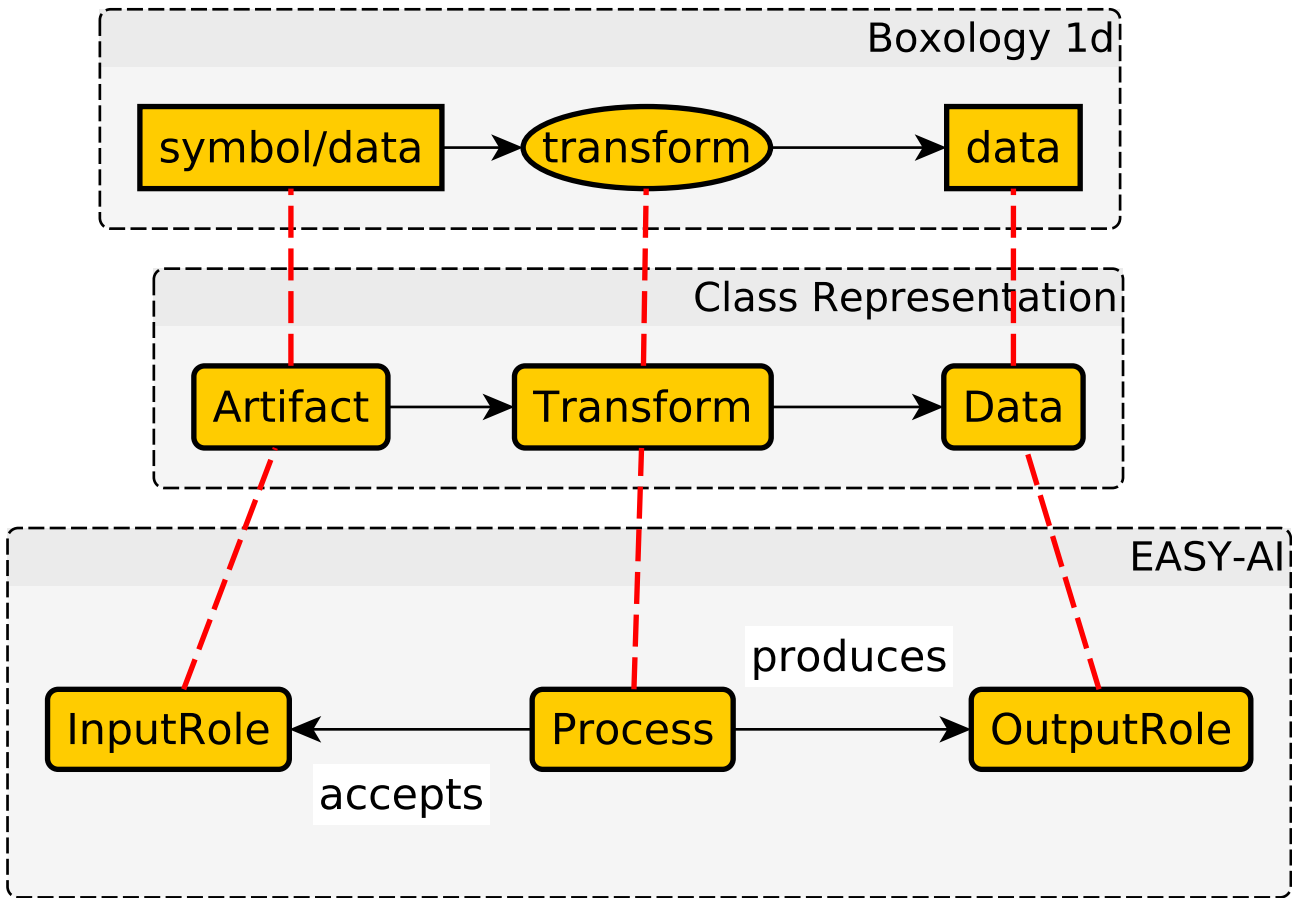 Boxology 1d
symbol/data
transform
data
Class Representation
Artifact
Transform
Data
EASY-AI
produces
InputRole
Process
OutputRole
accepts